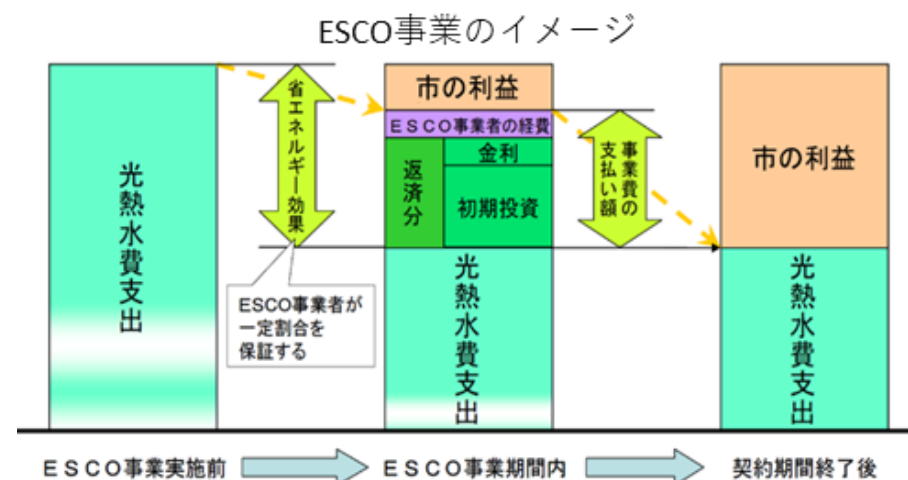 ESCO事業のイメージ
光熱水費支出
省エネルギー効果
ESCO事業者が
一定割合を
保証する
市の利益
ESCO事業者の経費
返済分
金利
初期投資
光熱水費支出
事業費の
支払い額
市の利益
光熱水費支出
ESCO事業実施前
ESCO事業期間内
契約期間終了後